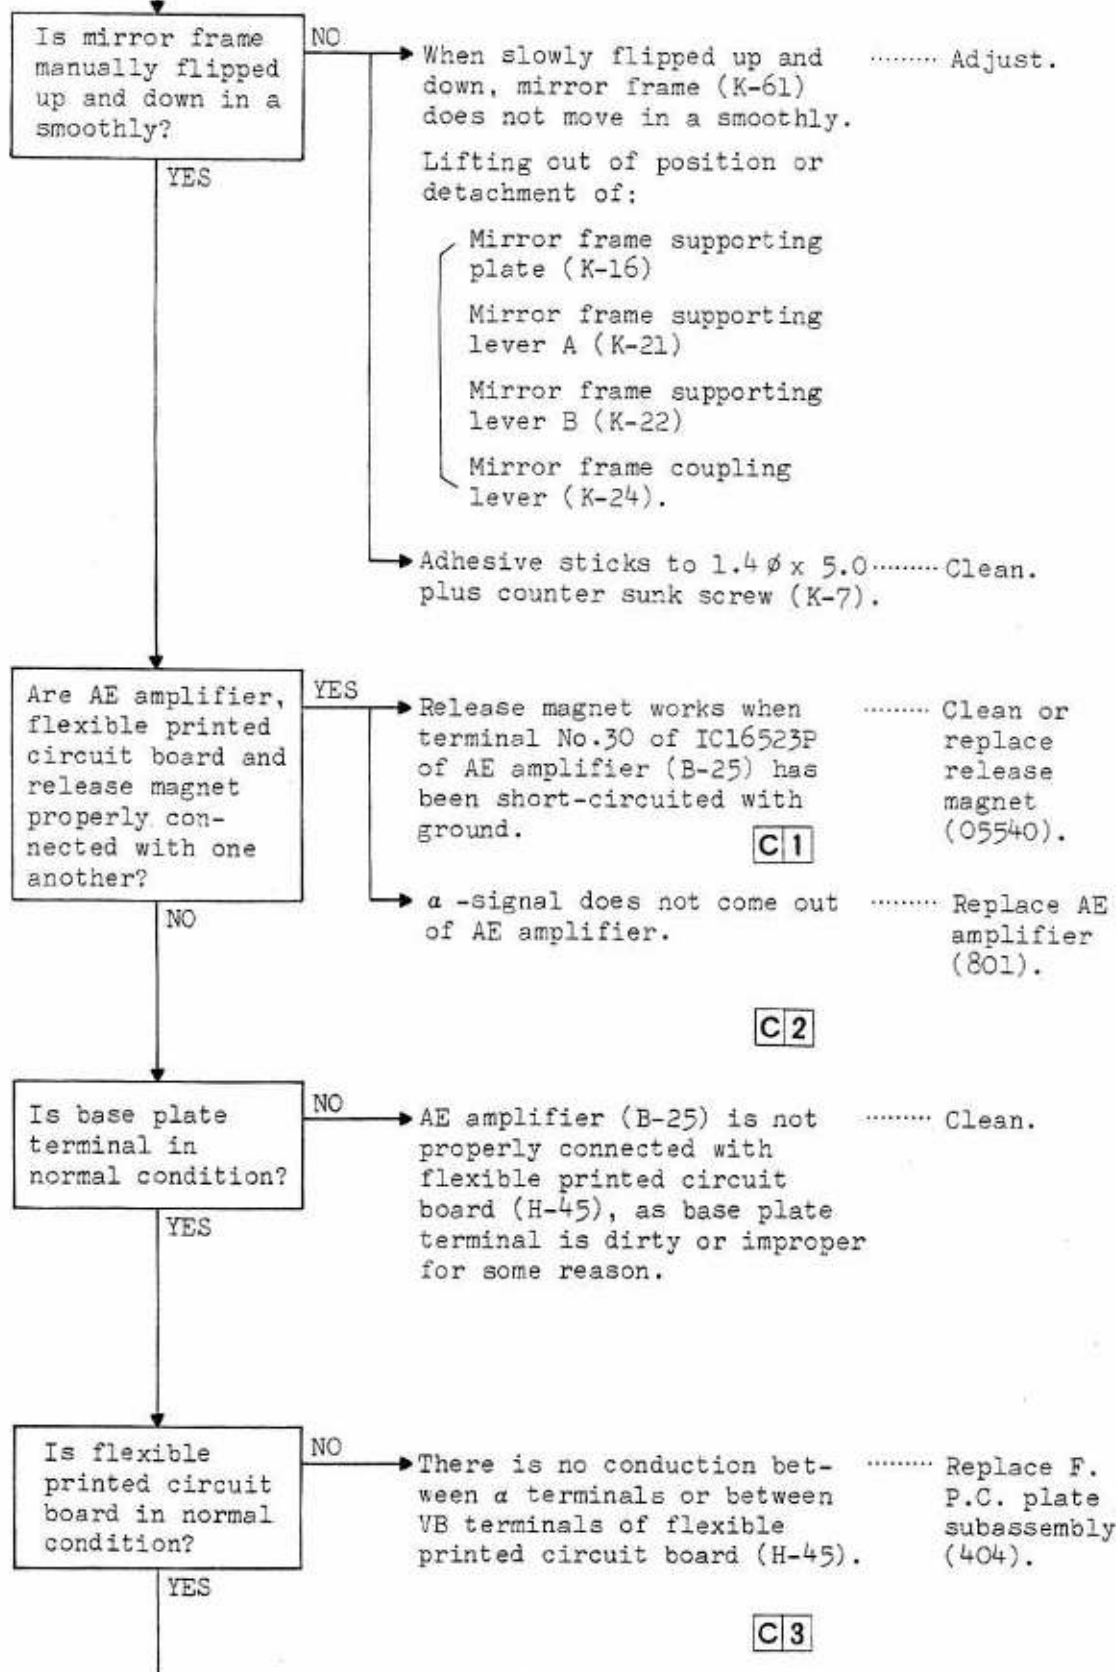 Is mirror frame
manually flipped
up and down in a
smoothly?
NO
When slowly flipped up and
down, mirror frame (K-61)
does not move in a smoothly.
········· Adjust.
Lifting out of position or
detachment of:
Mirror frame supporting
plate (K-16)
Mirror frame supporting
lever A (K-21)
Mirror frame supporting
lever B (K-22)
Mirror frame coupling
lever (K-24).
Adhesive sticks to 1.4 ø x 5.0 ········· Clean.
plus counter sunk screw (K-7).
YES
Are AE amplifier,
flexible printed
circuit board and
release magnet
properly con-
nected with one
another?
YES
Release magnet works when
terminal No.30 of IC16523P
of AE amplifier (B-25) has
been short-circuited with
ground.
········· Clean or
replace
release
magnet
(05540).
C 1
α -signal does not come out
of AE amplifier.
········· Replace AE
amplifier
(801).
C 2
NO
Is base plate
terminal in
normal condition?
NO
AE amplifier (B-25) is not
properly connected with
flexible printed circuit
board (H-45), as base plate
terminal is dirty or improper
for some reason.
········· Clean.
YES
Is flexible
printed circuit
board in normal
condition?
NO
There is no conduction bet-
ween α terminals or between
VB terminals of flexible
printed circuit board (H-45).
········· Replace F.
P.C. plate
subassembly
(404).
C 3
YES